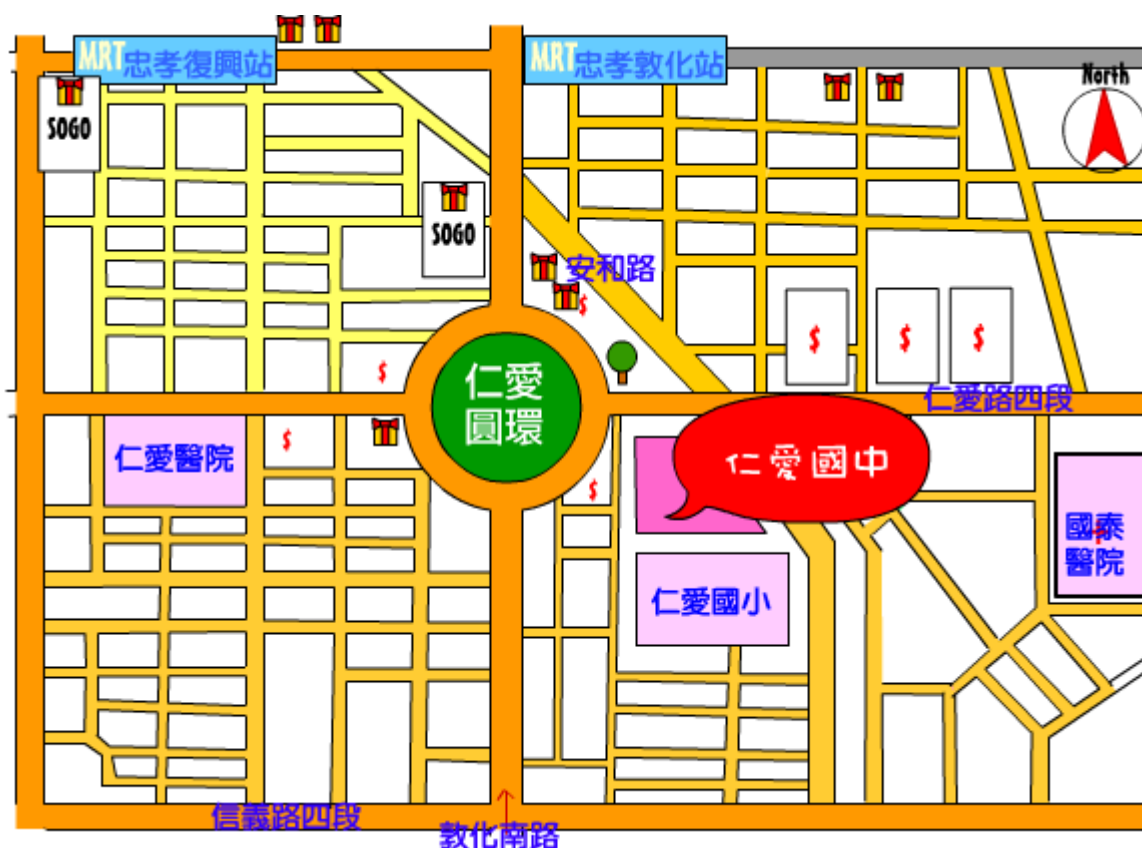 MRT忠孝復興站
MRT忠孝敦化站
North
SOGO
SOGO
安和路
$
$
$
$
$
仁愛
圓環
仁愛路四段
仁愛醫院
$
仁愛國中
$
國泰
醫院
仁愛國小
信義路四段
敦化南路